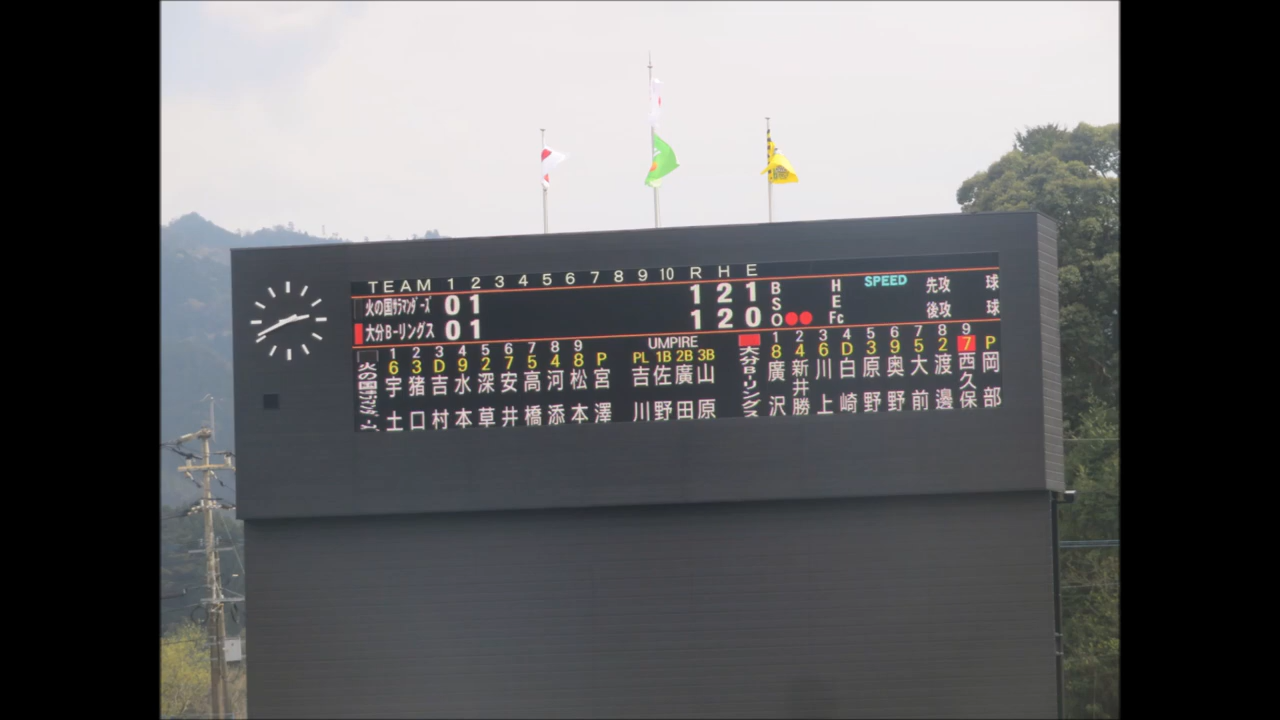 TEAM 1 2 3 4 5 6 7 8 9 10 R H E
火の国サラマンダーズ 0 1 1 2 1 B H SPEED 先攻 球
S E
大分B-リングス 0 1 1 2 0 O Fc 後攻 球
1 2 3 4 5 6 7 8 9 UMPIRE 1 2 3 4 5 6 7 8 9
6 3 D 9 2 7 5 4 8 P PL 1B 2B 3B 8 4 6 D 3 9 5 2 7 P
火の国サラマンダーズ
宇土 猪口 吉村 水本 深草 安井 高橋 河添 松本 宮澤
吉川 佐野 廣田 山原
大分B-リングス
廣沢 新井勝 川上 白崎 原野 奥野 大前 渡邊 西久保 岡部